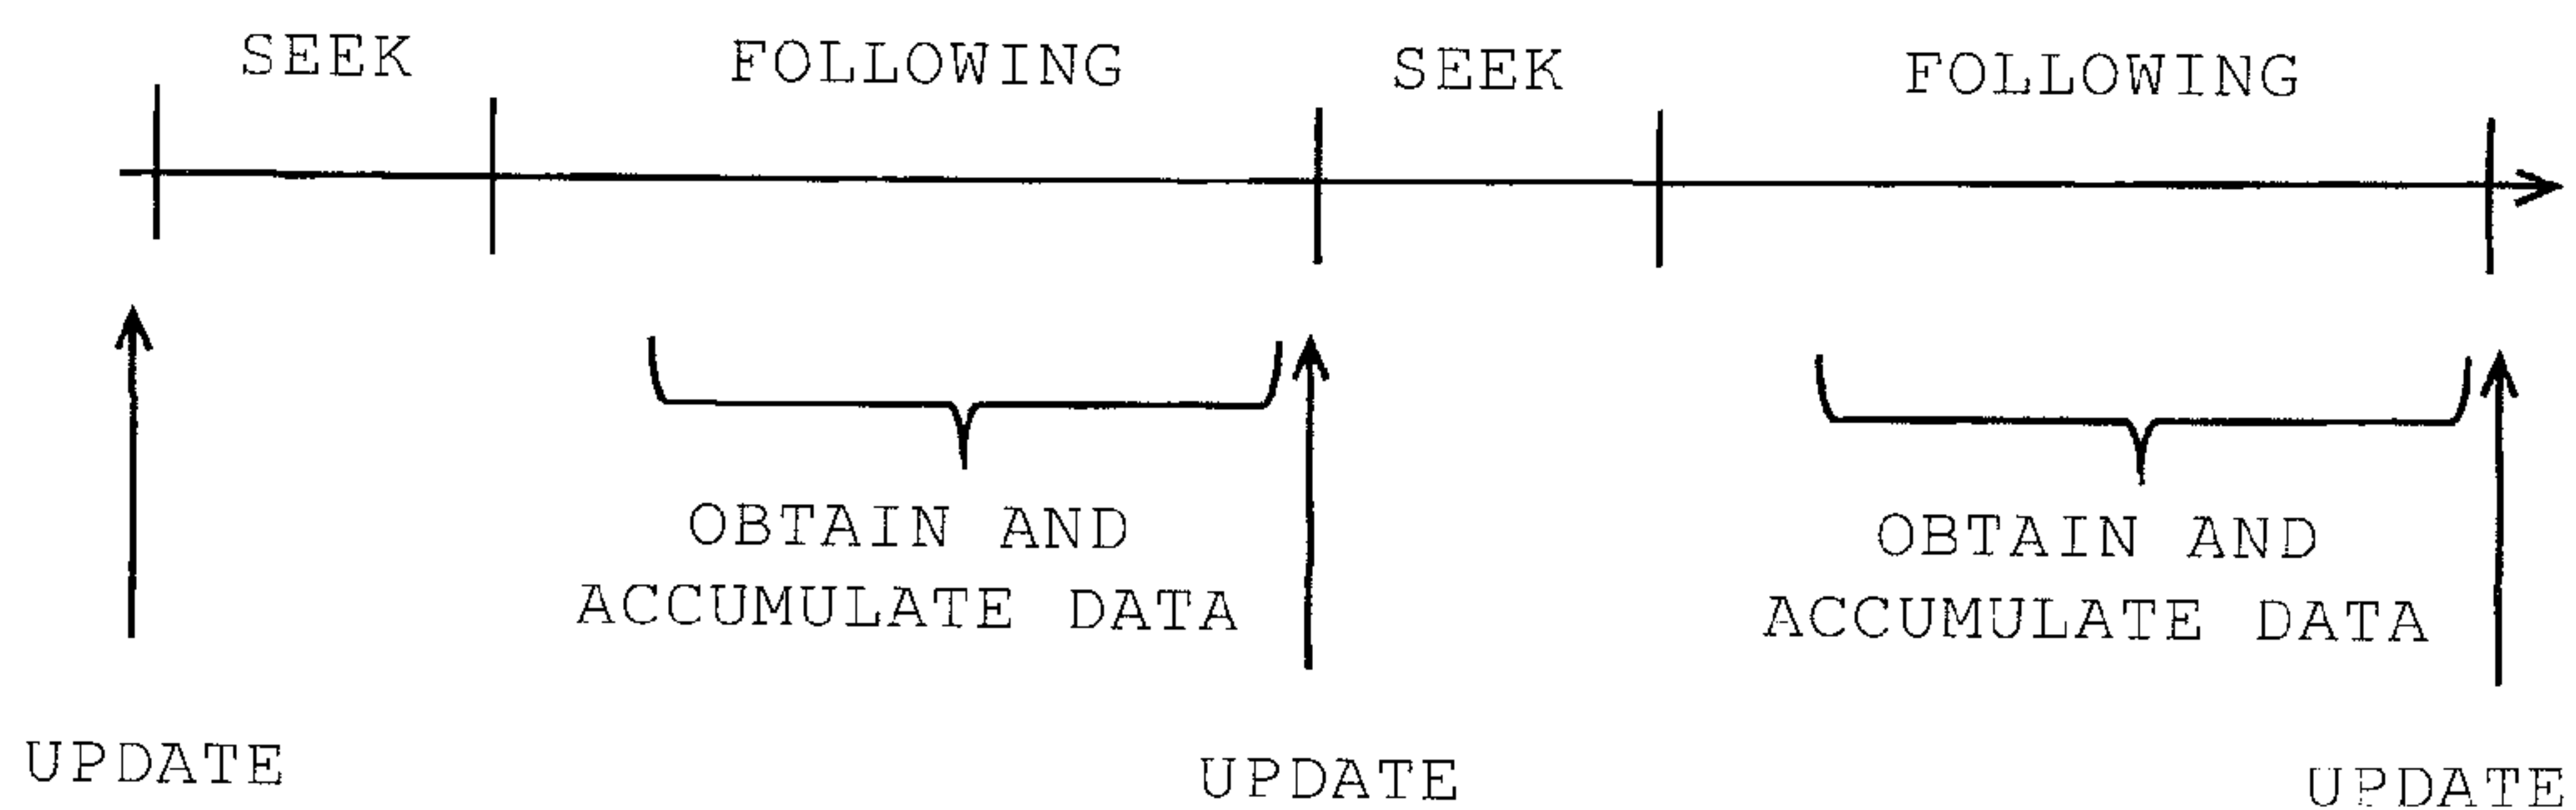 SEEK
FOLLOWING
SEEK
FOLLOWING
OBTAIN AND
ACCUMULATE DATA
OBTAIN AND
ACCUMULATE DATA
UPDATE
UPDATE
UPDATE